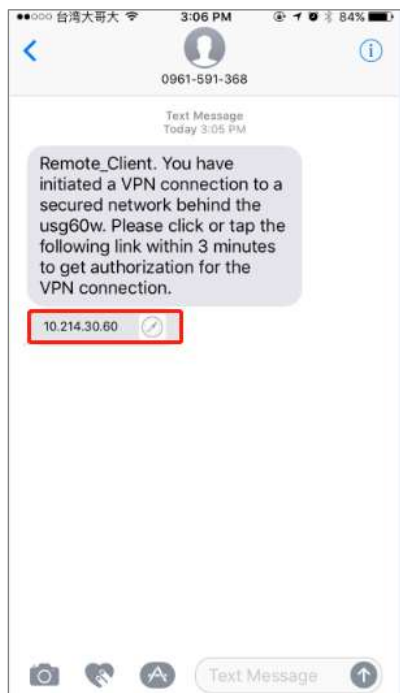 台湾大哥大 3:06 PM 84%
0961-591-368
Text Message
Today 3:05 PM
Remote_Client. You have
initiated a VPN connection to a
secured network behind the
usg60w. Please click or tap the
following link within 3 minutes
to get authorization for the
VPN connection.
10.214.30.60
Text Message